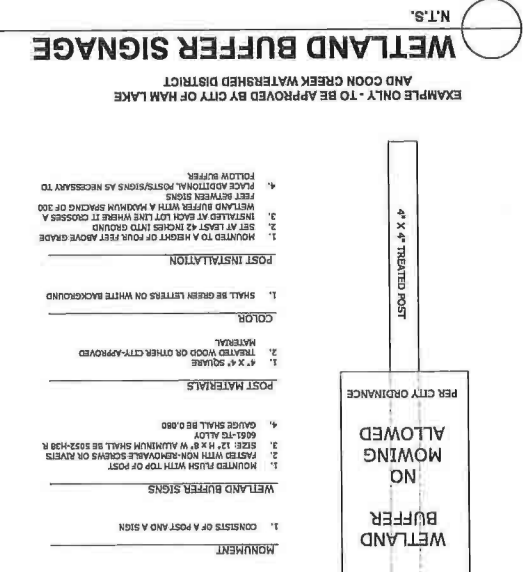 MONUMENT
1. CONSISTS OF A POST AND A SIGN
WETLAND BUFFER SIGNS
1. MOUNTED FLUSH WITH TOP OF POST
2. FASTED WITH NON-REMOVABLE SCREWS OR RIVETS
3. SIZE: 12" H x 8" W ALUMINUM SHALL BE 5052-H38 R
6061-TG ALLOY
4. GAUGE SHALL BE 0.080
POST MATERIALS
1. 4" X 4" SQUARE
2. TREATED WOOD OR OTHER CITY-APPROVED
MATERIAL
COLOR
1. SHALL BE GREEN LETTERS ON WHITE BACKGROUND
POST INSTALLATION
1. MOUNTED TO A HEIGHT OF FOUR FEET ABOVE GRADE
2. SET AT LEAST 42 INCHES INTO GROUND
3. INSTALLED AT EACH LOT LINE WHERE IT CROSSES A
WETLAND BUFFER WITH A MAXIMUM SPACING OF 300
FEET BETWEEN SIGNS
4. PLACE ADDITIONAL POSTS/SIGNS AS NECESSARY TO
FOLLOW BUFFER
WETLAND
BUFFER
NO
MOWING
ALLOWED
PER CITY ORDINANCE
4" X 4" TREATED POST
EXAMPLE ONLY - TO BE APPROVED BY CITY OF HAM LAKE
AND COON CREEK WATERSHED DISTRICT
WETLAND BUFFER SIGNAGE
N.T.S.